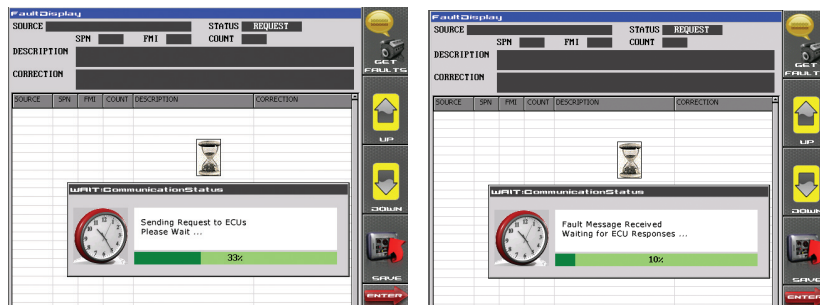 FaultDisplay
SOURCE STATUS REQUEST
SPN FMI COUNT
DESCRIPTION
CORRECTION
SOURCE SPN FMI COUNT DESCRIPTION CORRECTION
WAIT:CommunicationStatus
Sending Request to ECUs
Please Wait ...
33%
GET
FAULTS
UP
DOWN
SAVE
ENTER
FaultDisplay
SOURCE STATUS REQUEST
SPN FMI COUNT
DESCRIPTION
CORRECTION
SOURCE SPN FMI COUNT DESCRIPTION CORRECTION
WAIT:CommunicationStatus
Fault Message Received
Waiting for ECU Responses ...
10%
GET
FAULT
UP
DOWN
SAVE
ENTER